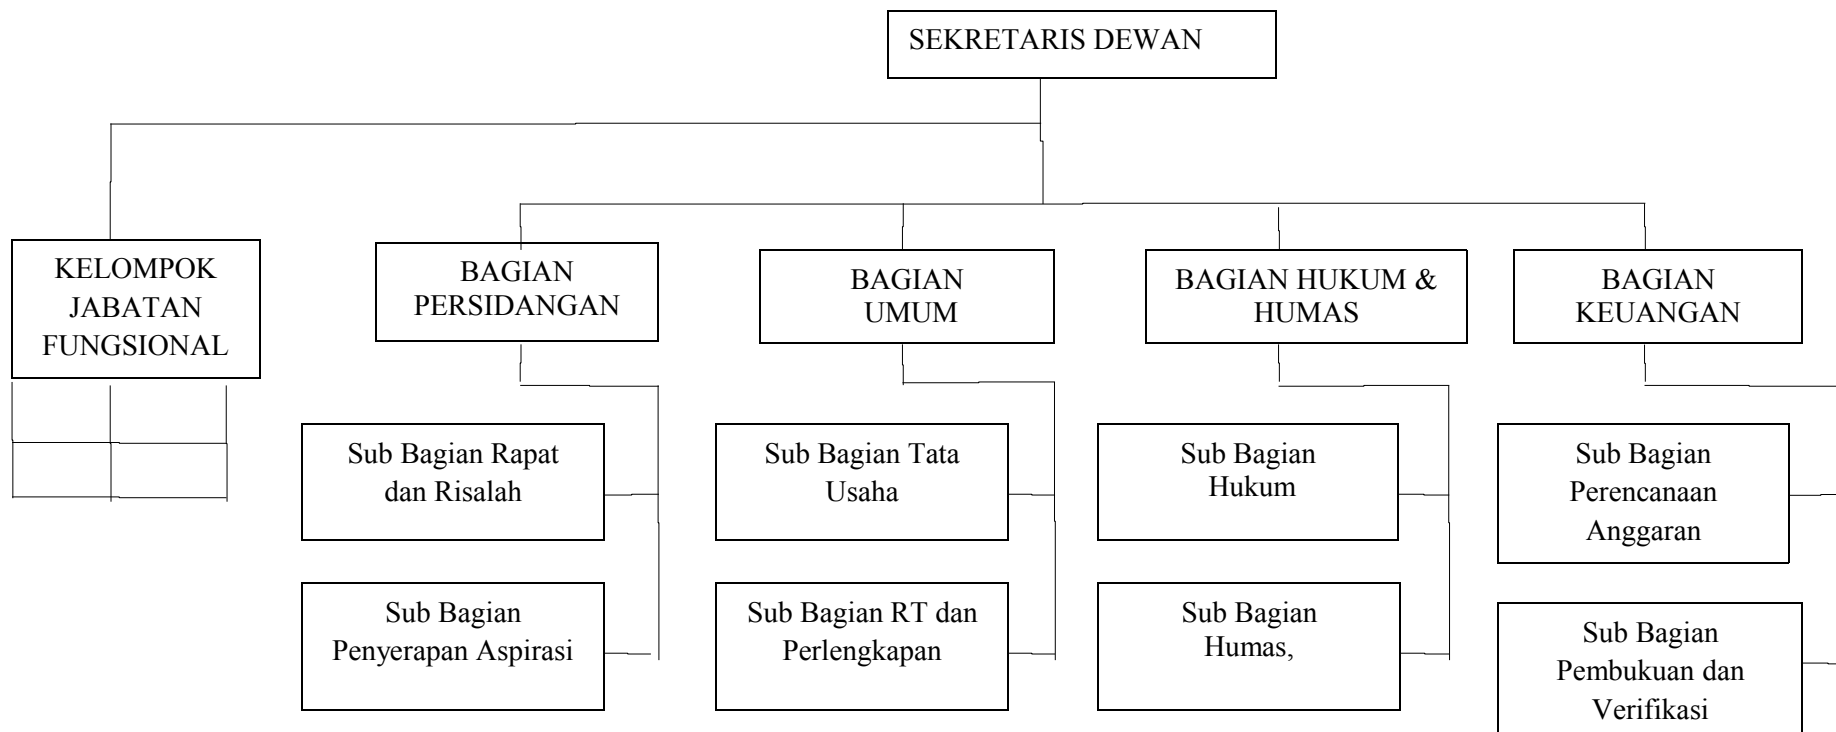 SEKRETARIS DEWAN
KELOMPOK
JABATAN
FUNGSIONAL
BAGIAN
PERSIDANGAN
BAGIAN
UMUM
BAGIAN HUKUM &
HUMAS
BAGIAN
KEUANGAN
Sub Bagian Rapat
dan Risalah
Sub Bagian Tata
Usaha
Sub Bagian
Hukum
Sub Bagian
Perencanaan
Anggaran
Sub Bagian
Penyerapan Aspirasi
Sub Bagian RT dan
Perlengkapan
Sub Bagian
Humas,
Sub Bagian
Pembukuan dan
Verifikasi